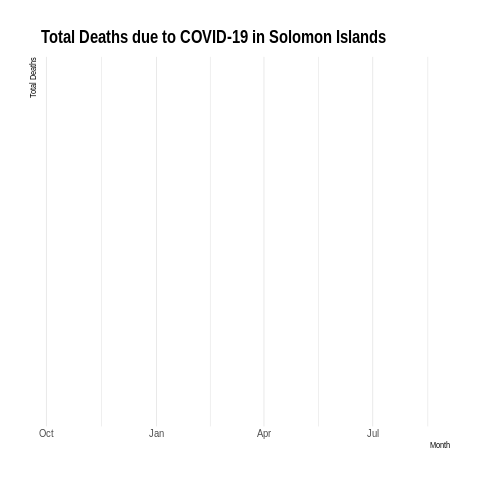 Total Deaths due to COVID-19 in Solomon Islands
Total Deaths
Oct Jan Apr Jul
Month